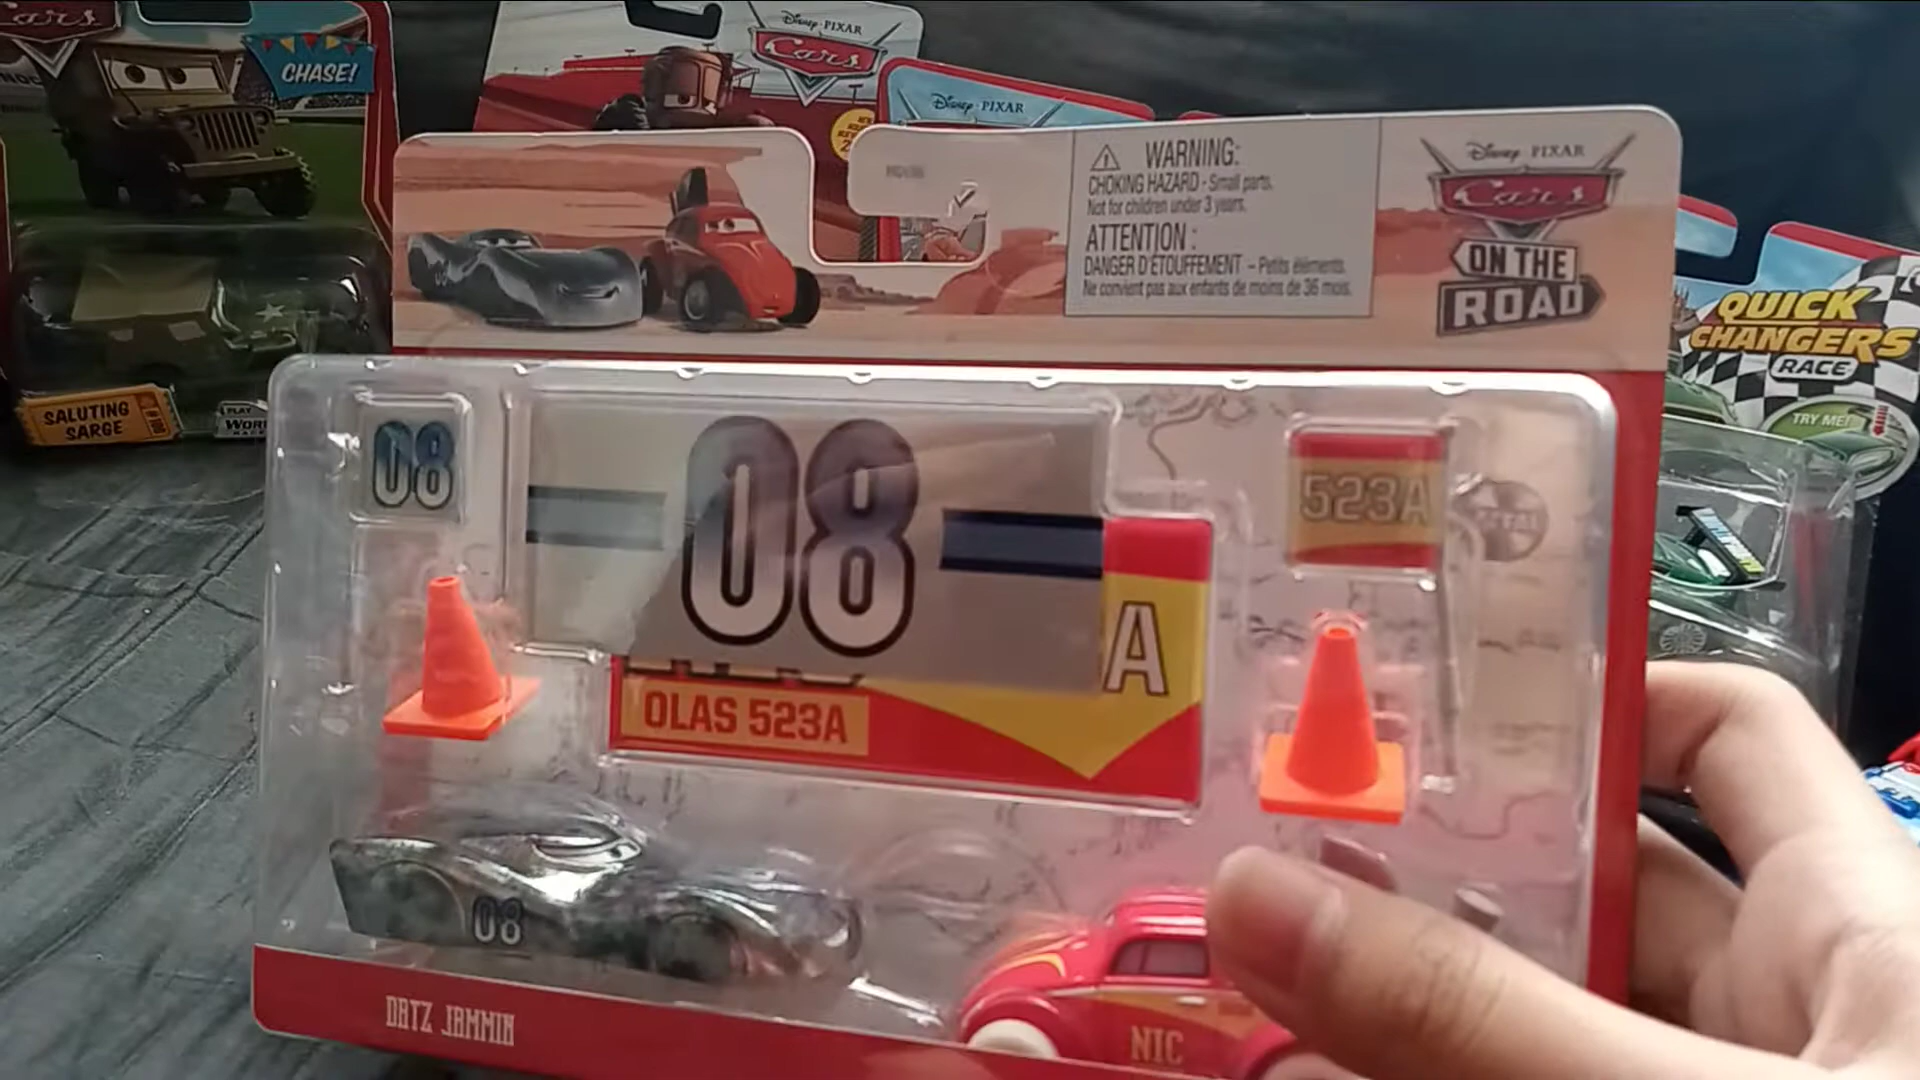 Cars
CHASE!
SALUTING
SARGE
PLAY
Disney·PIXAR
Cars
Disney·PIXAR
WARNING:
CHOKING HAZARD - Small parts.
Not for children under 3 years.
ATTENTION :
DANGER D'ÉTOUFFEMENT – Petits éléments.
Ne convient pas aux enfants de moins de 36 mois.
Disney·PIXAR
Cars
ON THE
ROAD
QUICK
CHANGERS
RACE
TRY ME!
08
08
A
OLAS 523A
523A
08
DATZ JAMMIN
NIC